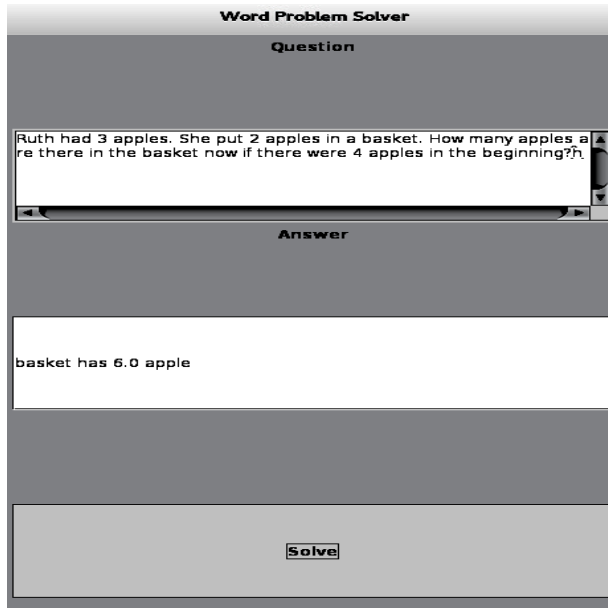 Word Problem Solver
Question
Ruth had 3 apples. She put 2 apples in a basket. How many apples a
re there in the basket now if there were 4 apples in the beginning?
Answer
basket has 6.0 apple
Solve